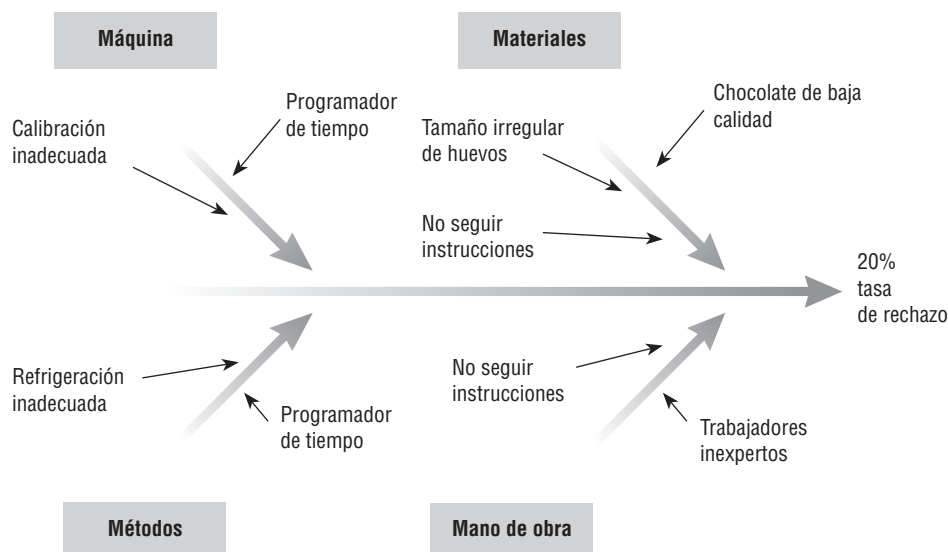 Máquina
Materiales
Programador
de tiempo
Calibración
inadecuada
Chocolate de baja
calidad
Tamaño irregular
de huevos
No seguir
instrucciones
20%
tasa
de rechazo
Refrigeración
inadecuada
Programador
de tiempo
No seguir
instrucciones
Trabajadores
inexpertos
Métodos
Mano de obra